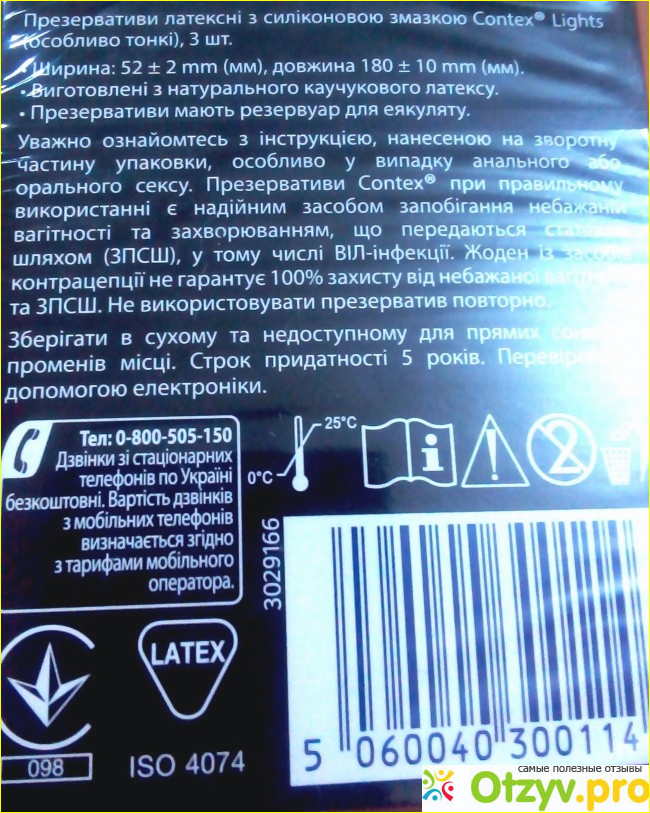 Презервативи латексні з силіконовою змазкою Contex® Lights
(особливо тонкі), 3 шт.
• Ширина: 52 ± 2 mm (мм), довжина 180 ± 10 mm (мм).
• Виготовлені з натурального каучукового латексу.
• Презервативи мають резервуар для еякуляту.
Уважно ознайомтесь з інструкцією, нанесеною на зворотну
частину упаковки, особливо у випадку анального або
орального сексу. Презервативи Contex® при правильному
використанні є надійним засобом запобігання небажаній
вагітності та захворюванням, що передаються статевим
шляхом (ЗПСШ), у тому числі ВІЛ-інфекції. Жоден із засобів
контрацепції не гарантує 100% захисту від небажаної вагітності
та ЗПСШ. Не використовувати презерватив повторно.
Зберігати в сухому та недоступному для прямих
променів місці. Строк придатності 5 років.
допомогою електроніки.
Тел: 0-800-505-150
Дзвінки зі стаціонарних
телефонів по Україні
безкоштовні. Вартість дзвінків
з мобільних телефонів
визначається згідно
з тарифами мобільного
оператора.
25°C
0°C
3029166
LATEX
098
ISO 4074
5 060040 300114
самые полезные отзывы
Otzyv.pro